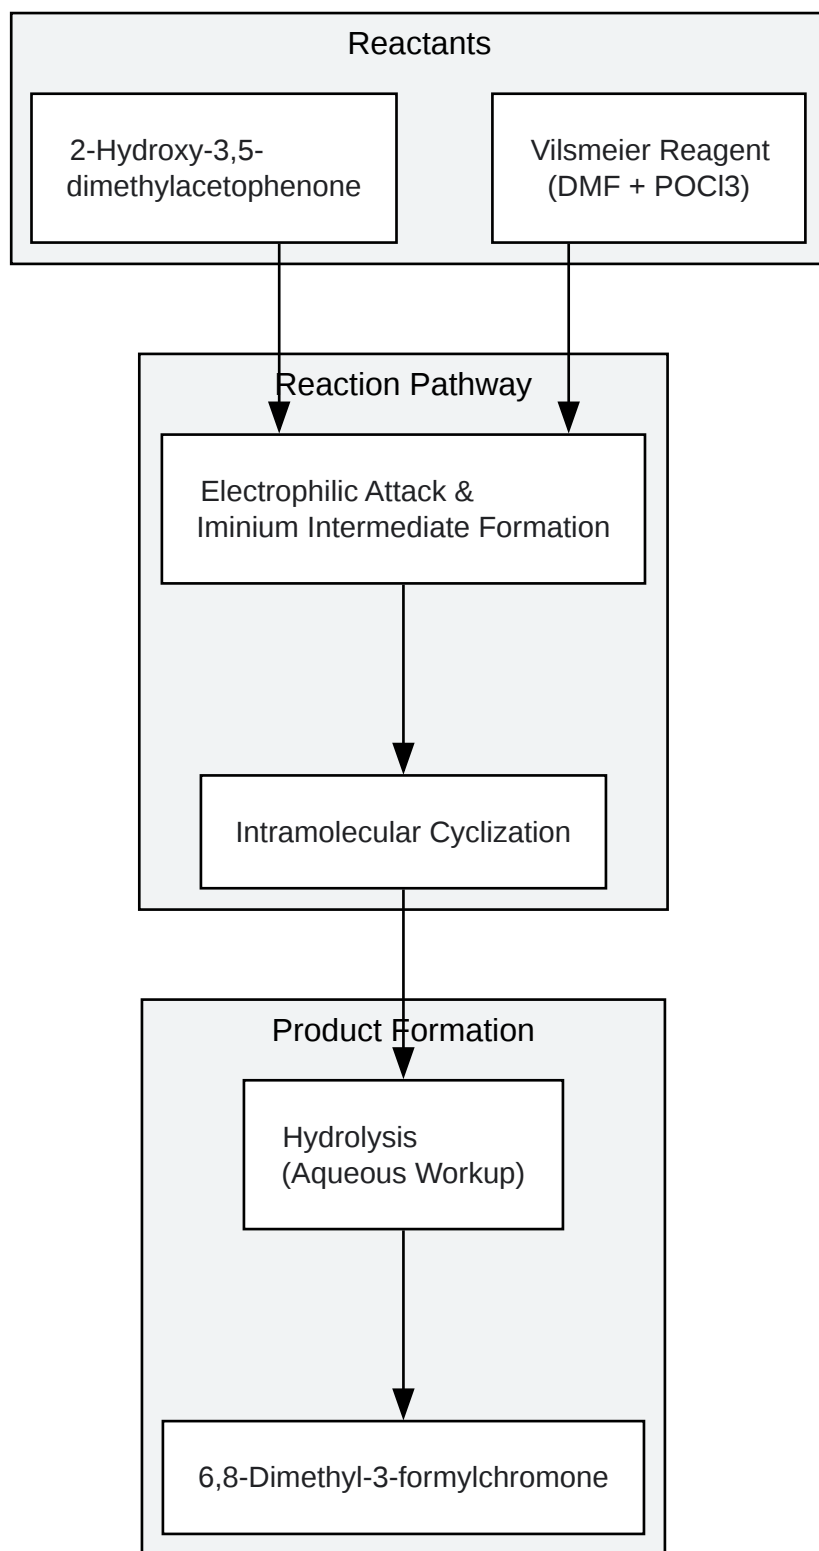 Reactants
2-Hydroxy-3,5-
dimethylacetophenone
Vilsmeier Reagent
(DMF + POCl3)
Reaction Pathway
Electrophilic Attack &
Iminium Intermediate Formation
Intramolecular Cyclization
Product Formation
Hydrolysis
(Aqueous Workup)
6,8-Dimethyl-3-formylchromone